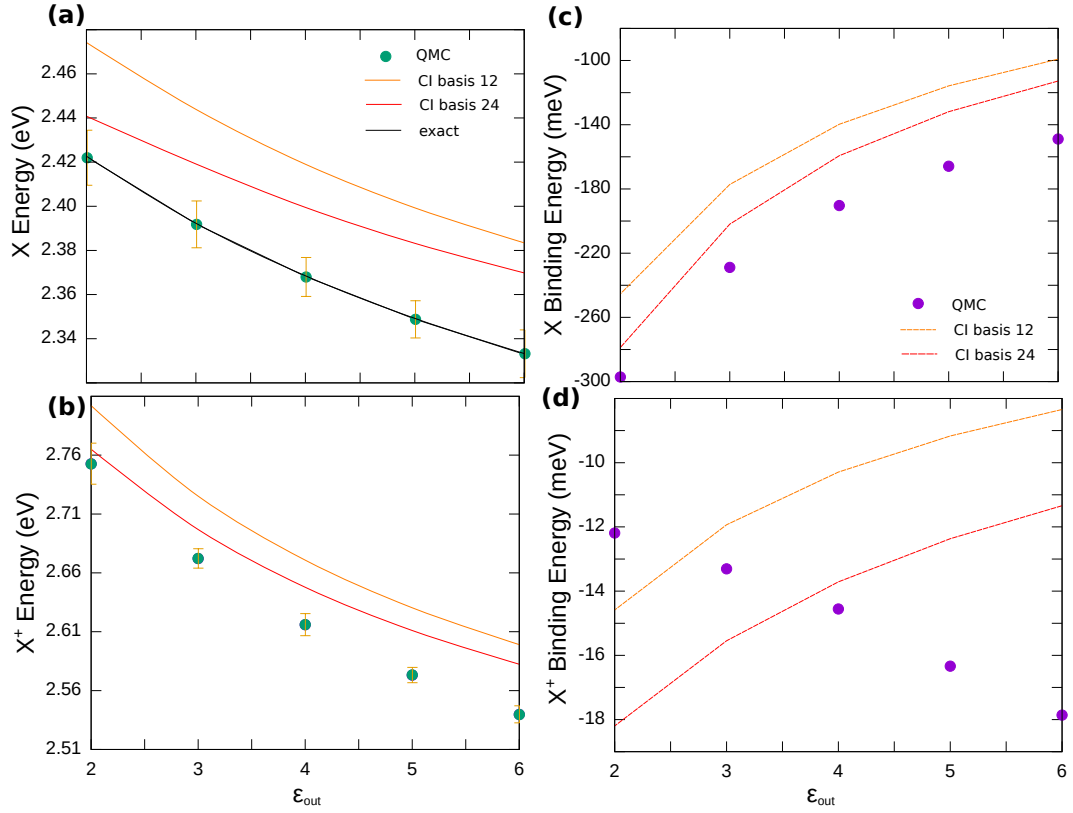 (a)
X Energy (eV)
2.46
2.44
2.42
2.40
2.38
2.36
2.34
QMC
CI basis 12
CI basis 24
exact
(c)
X Binding Energy (meV)
-100
-140
-180
-220
-260
-300
QMC
CI basis 12
CI basis 24
(b)
X+ Energy (eV)
2.76
2.71
2.66
2.61
2.56
2.51
2 3 4 5 6
εout
(d)
X+ Binding Energy (meV)
-10
-12
-14
-16
-18
2 3 4 5 6
εout